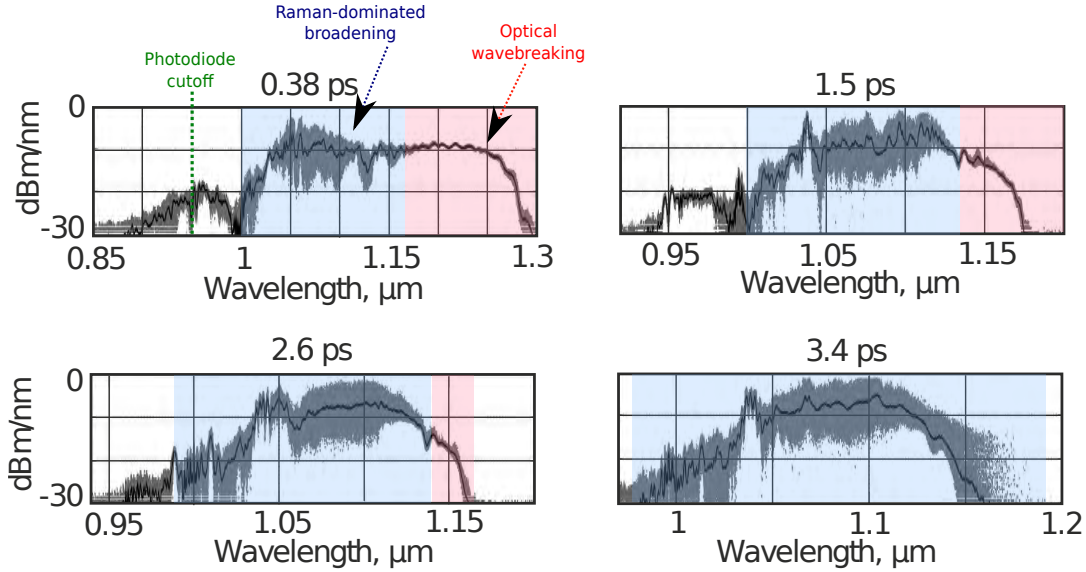 Raman-dominated
broadening
Optical
wavebreaking
Photodiode
cutoff
0.38 ps
1.5 ps
0
-30
dBm/nm
0.85
1
1.15
1.3
Wavelength, µm
0.95
1.05
1.15
Wavelength, µm
2.6 ps
3.4 ps
0
-30
dBm/nm
0.95
1.05
1.15
Wavelength, µm
1
1.1
1.2
Wavelength, µm